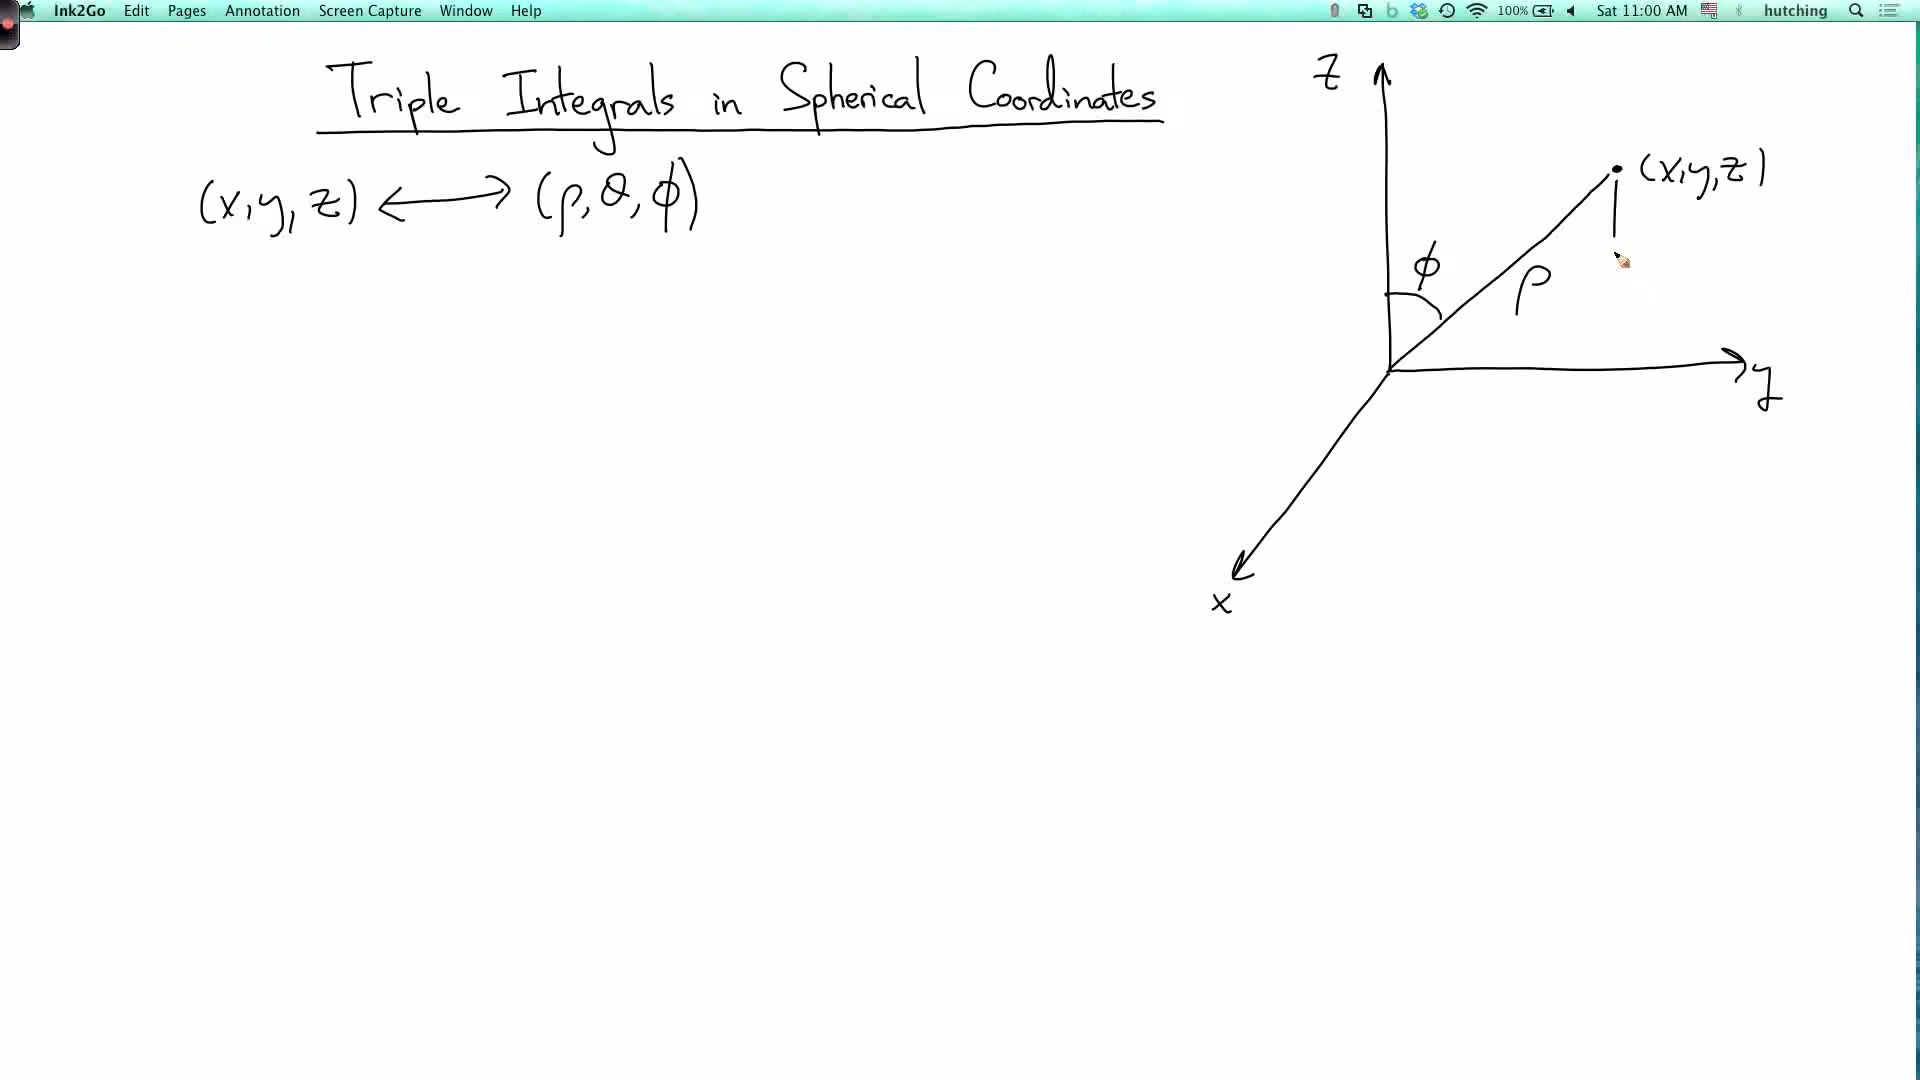 Ink2Go Edit Pages Annotation Screen Capture Window Help 100% Sat 11:00 AM hutching
Triple Integrals in Spherical Coordinates
(x,y,z) ⟷ (ρ,θ,ϕ)
z
(x,y,z)
ϕ
ρ
y
x